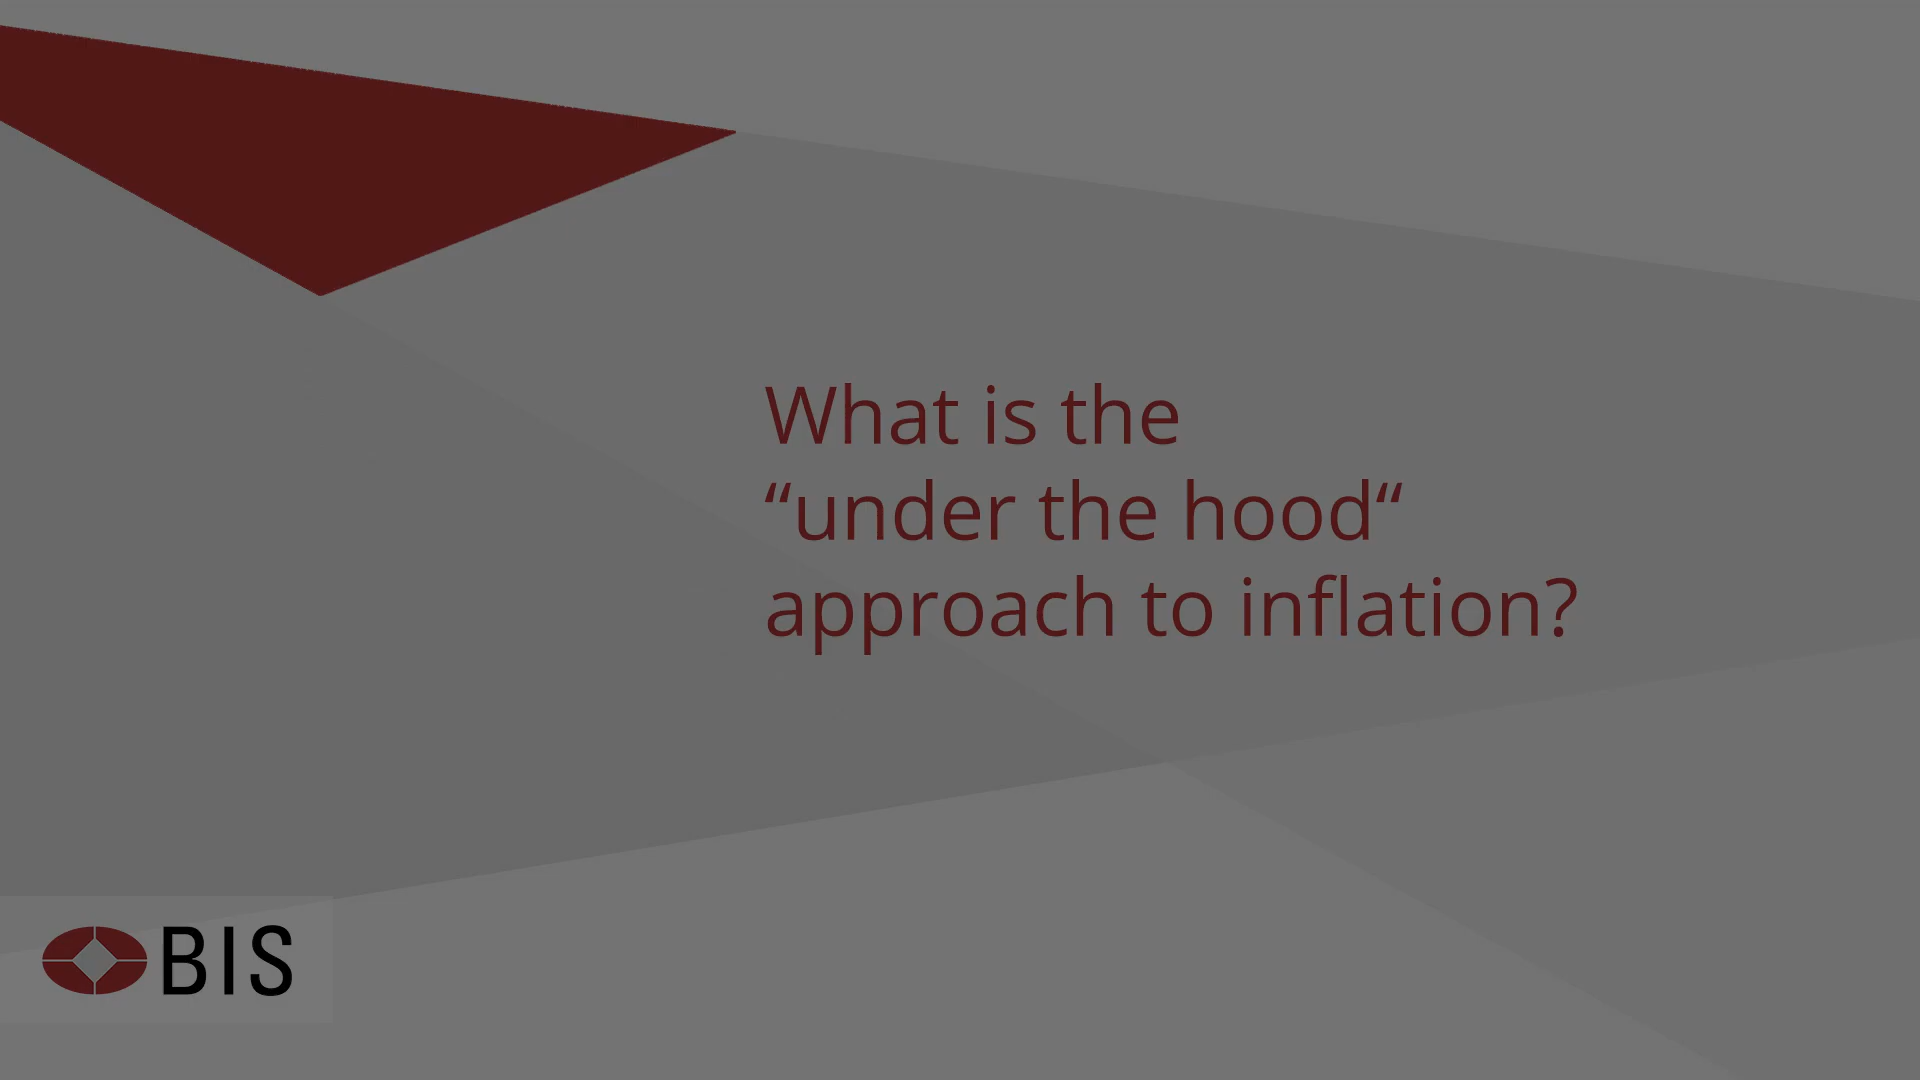 What is the
“under the hood“
approach to inflation?
BIS